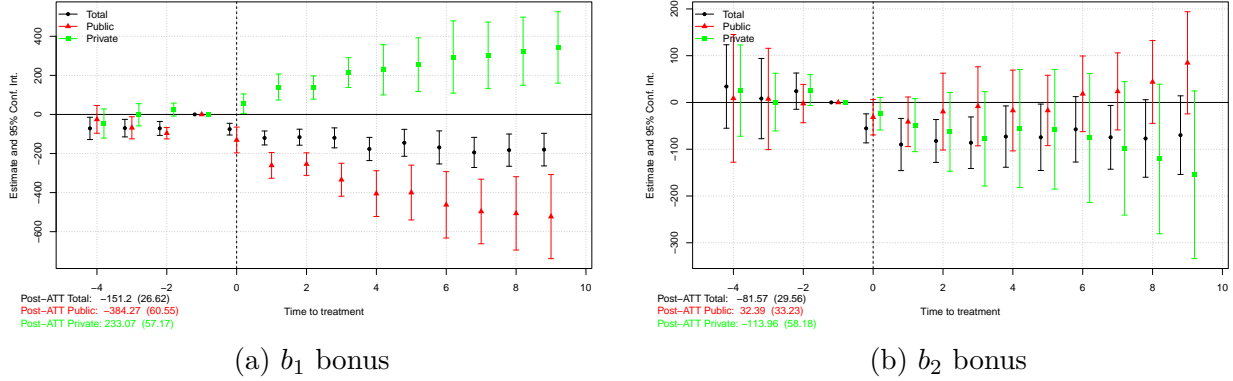 Total
Public
Private
Estimate and 95% Conf. Int.
400
200
0
−200
−400
−600
−4
−2
0
2
4
6
8
10
Time to treatment
Post−ATT Total: −151.2 (26.62)
Post−ATT Public: −384.27 (60.55)
Post−ATT Private: 233.07 (57.17)
(a) b1 bonus
Total
Public
Private
Estimate and 95% Conf. Int.
200
100
0
−100
−200
−300
−4
−2
0
2
4
6
8
10
Time to treatment
Post−ATT Total: −81.57 (29.56)
Post−ATT Public: 32.39 (33.23)
Post−ATT Private: −113.96 (58.18)
(b) b2 bonus